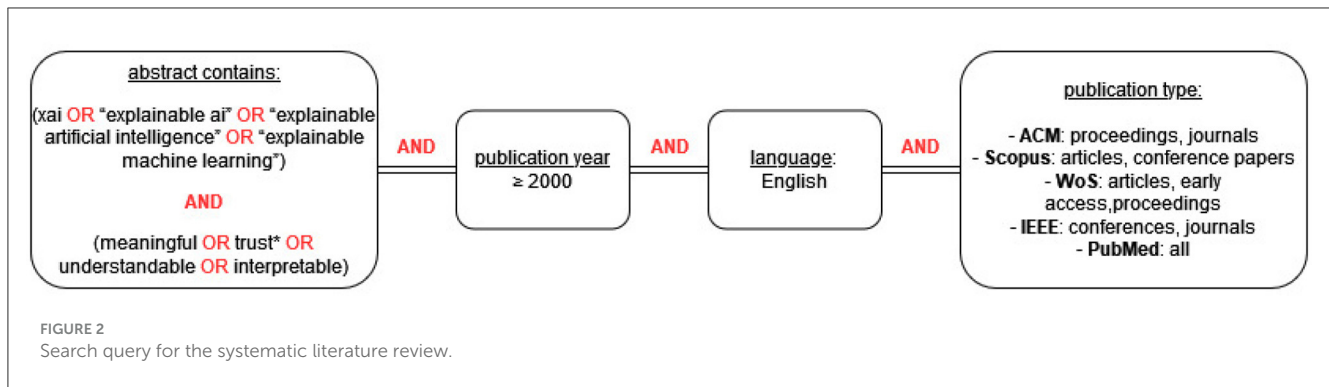 abstract contains:
(xai OR “explainable ai” OR “explainable
artificial intelligence” OR “explainable
machine learning”)
AND
(meaningful OR trust* OR
understandable OR interpretable)
AND
publication year
≥ 2000
AND
language:
English
AND
publication type:
- ACM: proceedings, journals
- Scopus: articles, conference papers
- WoS: articles, early
access,proceedings
- IEEE: conferences, journals
- PubMed: all
FIGURE 2
Search query for the systematic literature review.